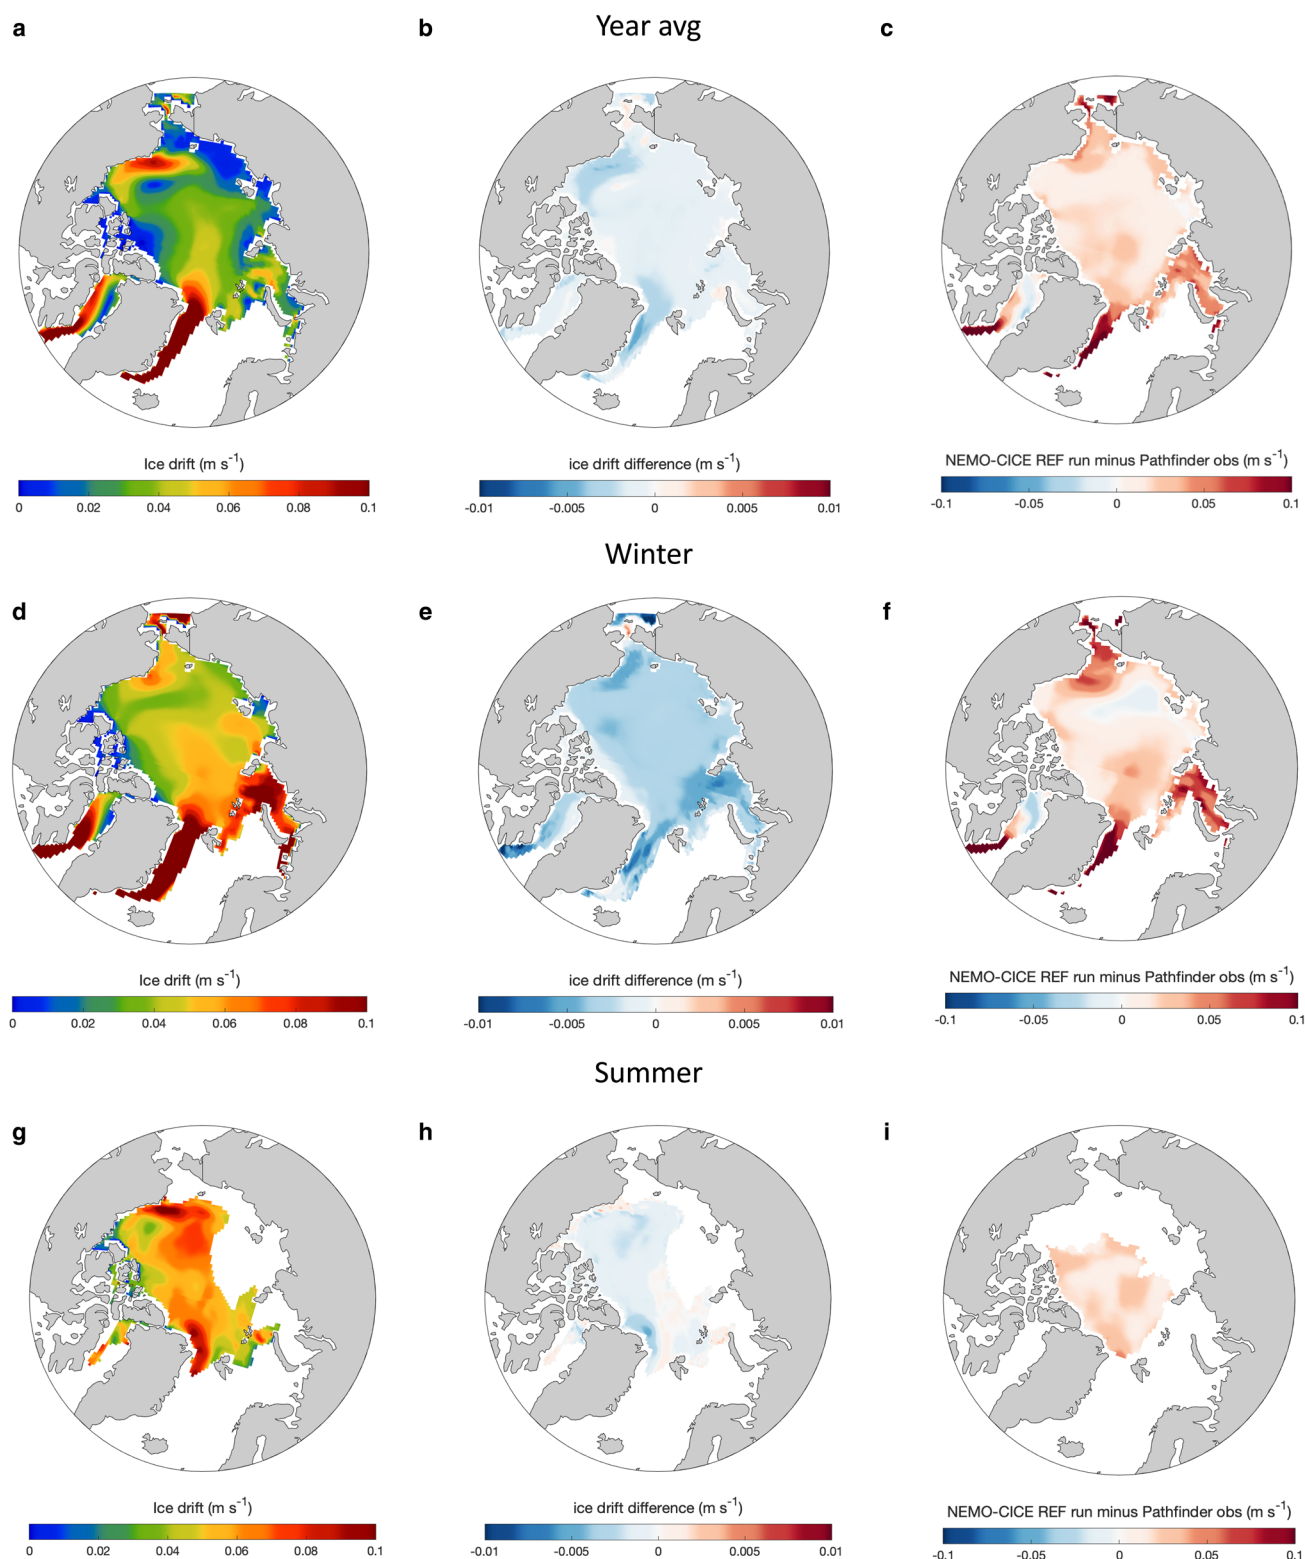 a b Year avg c
Ice drift (m s-1) ice drift difference (m s-1) NEMO-CICE REF run minus Pathfinder obs (m s-1)
0 0.02 0.04 0.06 0.08 0.1 -0.01 -0.005 0 0.005 0.01 -0.1 -0.05 0 0.05 0.1
Winter
d e f
Ice drift (m s-1) ice drift difference (m s-1) NEMO-CICE REF run minus Pathfinder obs (m s-1)
0 0.02 0.04 0.06 0.08 0.1 -0.01 -0.005 0 0.005 0.01 -0.1 -0.05 0 0.05 0.1
Summer
g h i
Ice drift (m s-1) ice drift difference (m s-1) NEMO-CICE REF run minus Pathfinder obs (m s-1)
0 0.02 0.04 0.06 0.08 0.1 -0.01 -0.005 0 0.005 0.01 -0.1 -0.05 0 0.05 0.1